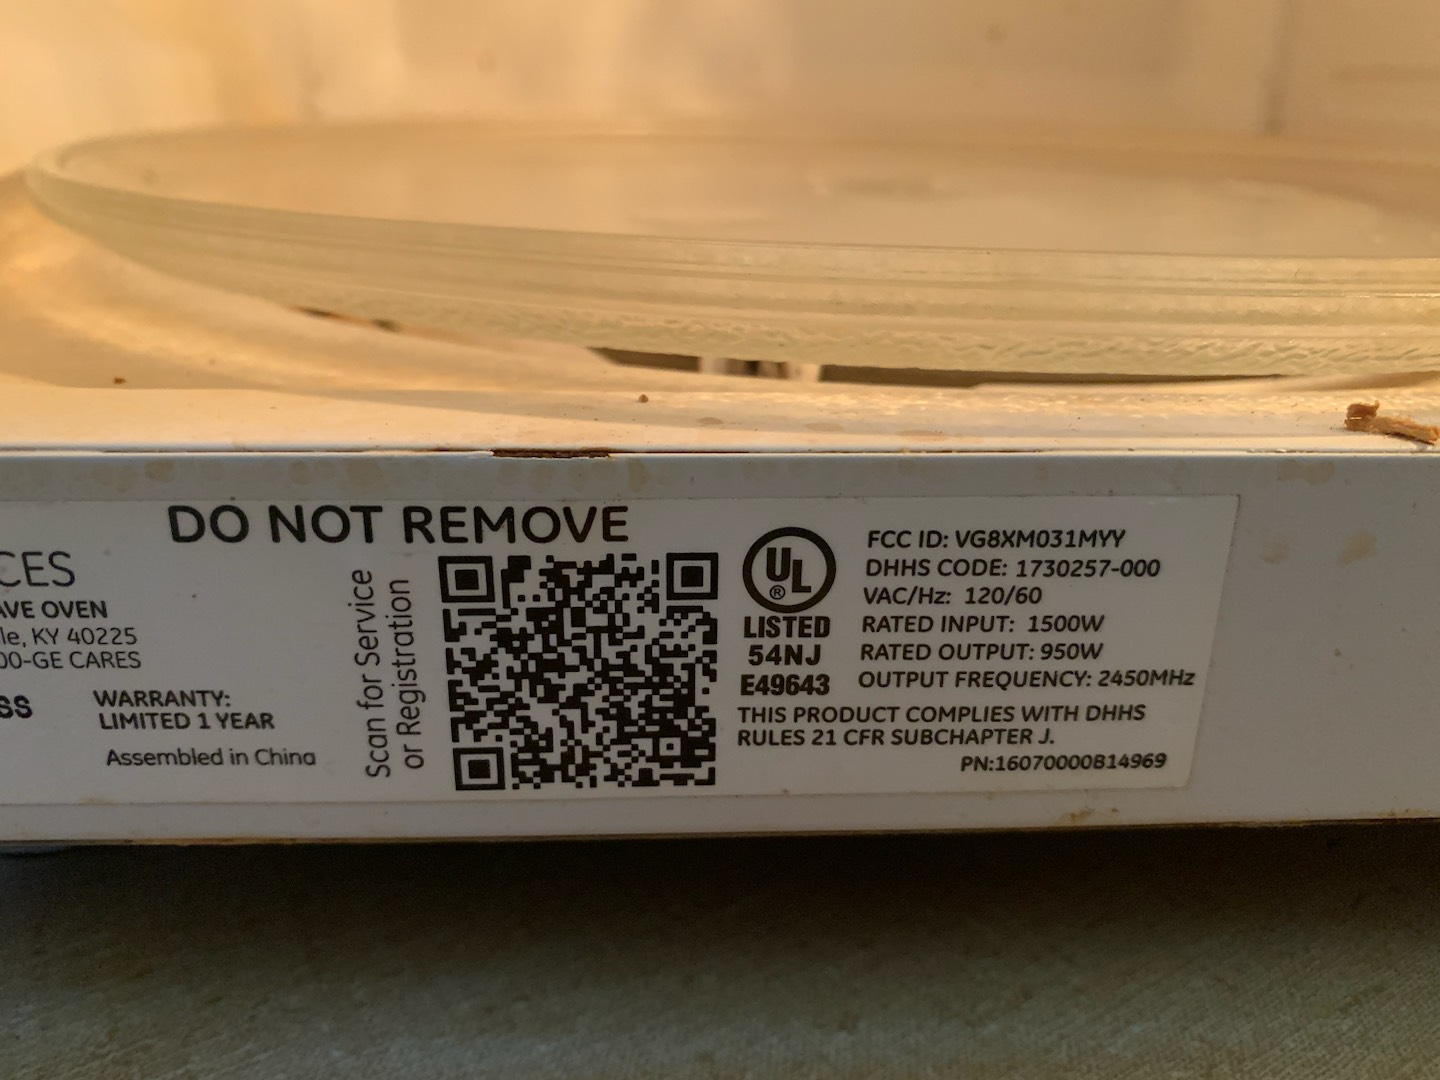 DO NOT REMOVE
CES
AVE OVEN
le, KY 40225
00-GE CARES
SS
WARRANTY:
LIMITED 1 YEAR
Assembled in China
Scan for Service
or Registration
UL
®
LISTED
54NJ
E49643
FCC ID: VG8XM031MYY
DHHS CODE: 1730257-000
VAC/Hz: 120/60
RATED INPUT: 1500W
RATED OUTPUT: 950W
OUTPUT FREQUENCY: 2450MHz
THIS PRODUCT COMPLIES WITH DHHS
RULES 21 CFR SUBCHAPTER J.
PN:16070000B14969